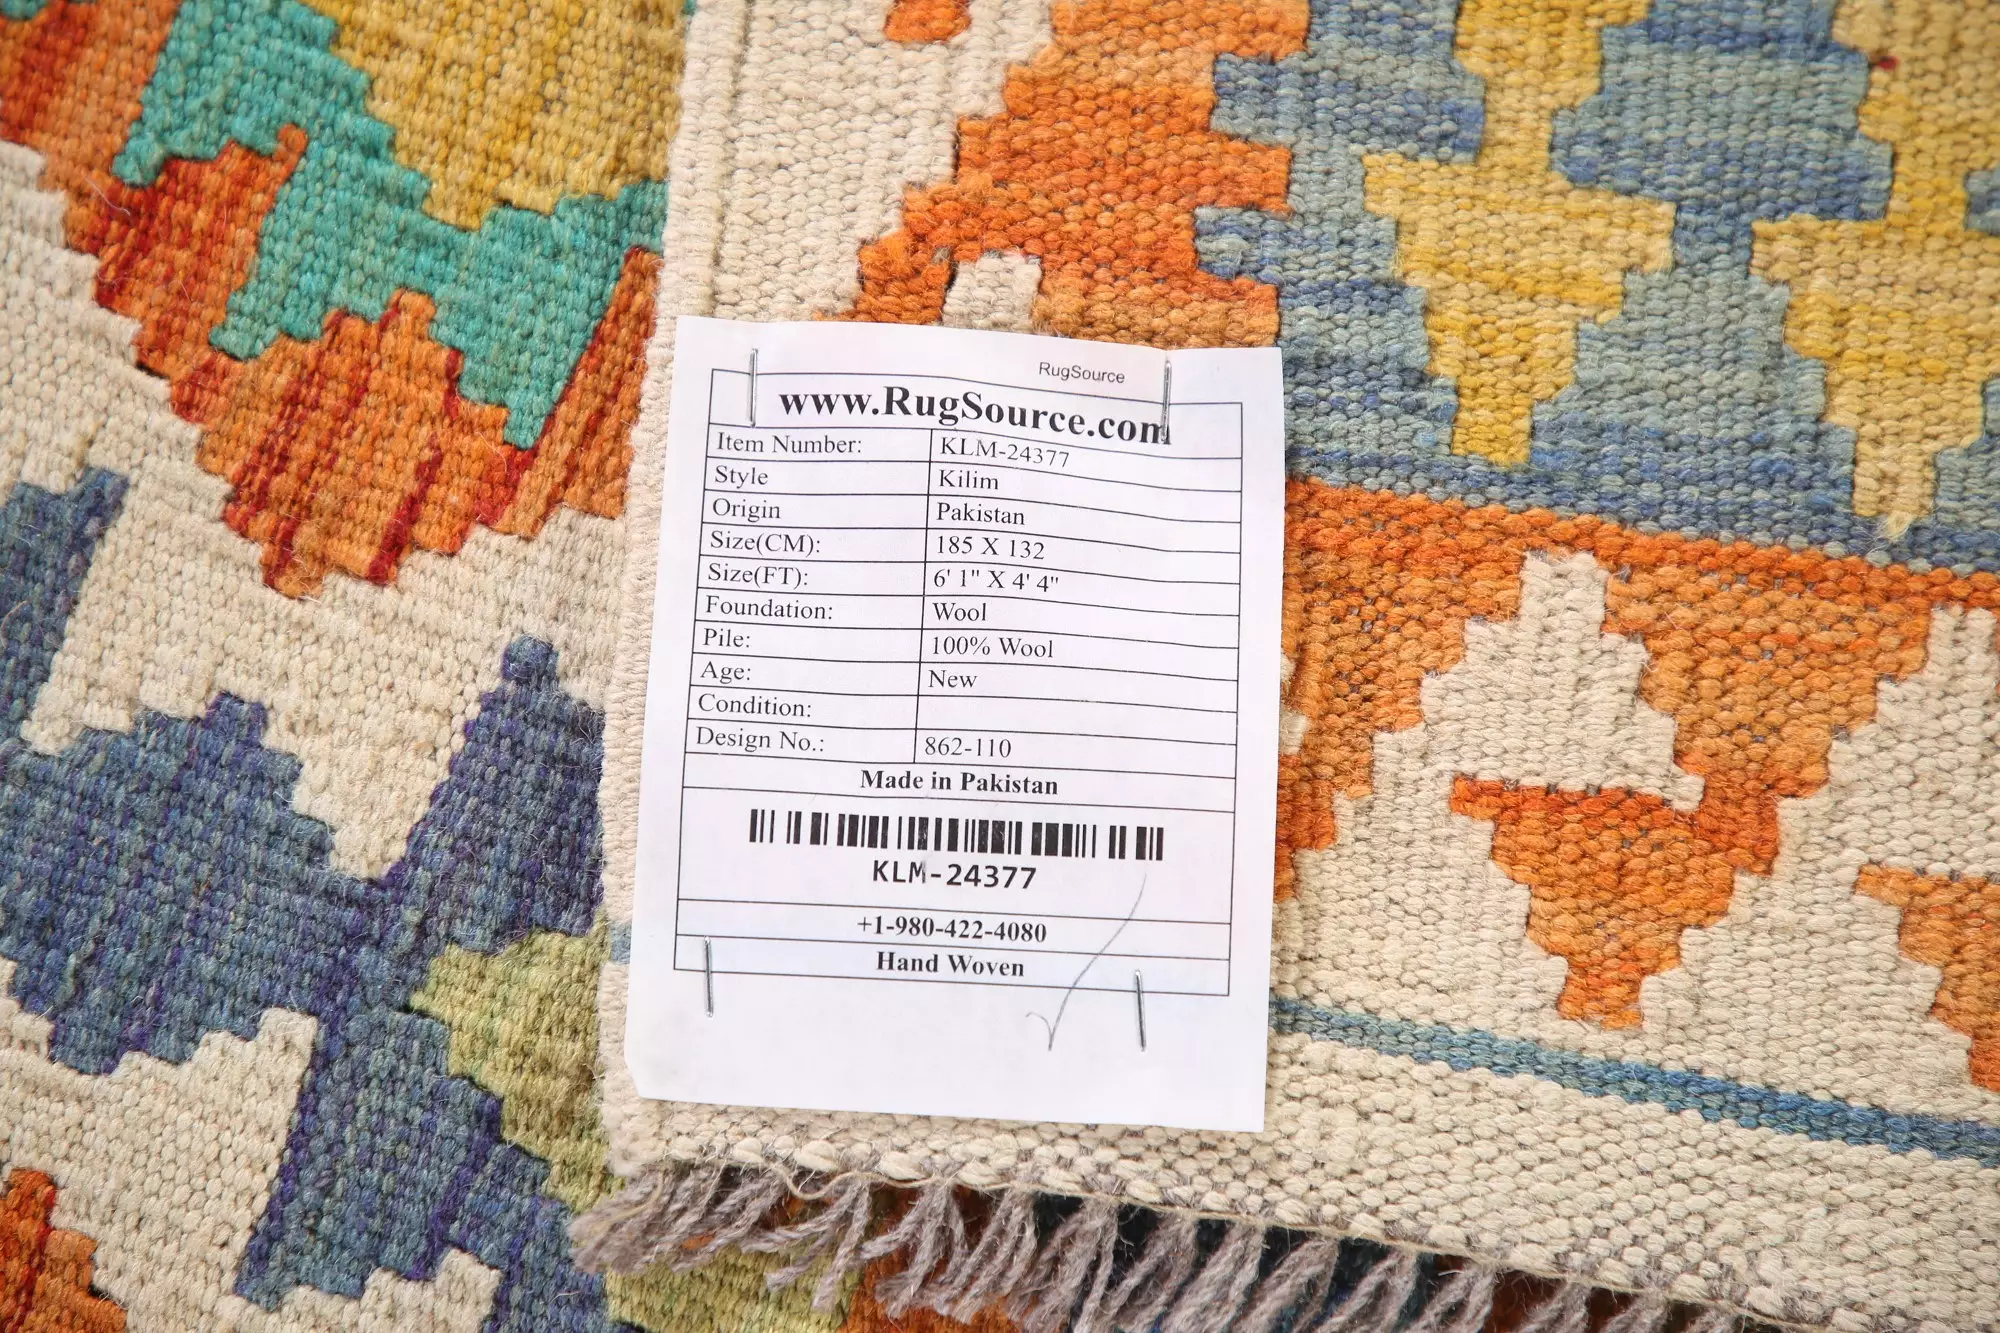 RugSource
www.RugSource.com
Item Number: KLM-24377
Style Kilim
Origin Pakistan
Size(CM): 185 X 132
Size(FT): 6' 1" X 4' 4"
Foundation: Wool
Pile: 100% Wool
Age: New
Condition:
Design No.: 862-110
Made in Pakistan
KLM-24377
+1-980-422-4080
Hand Woven